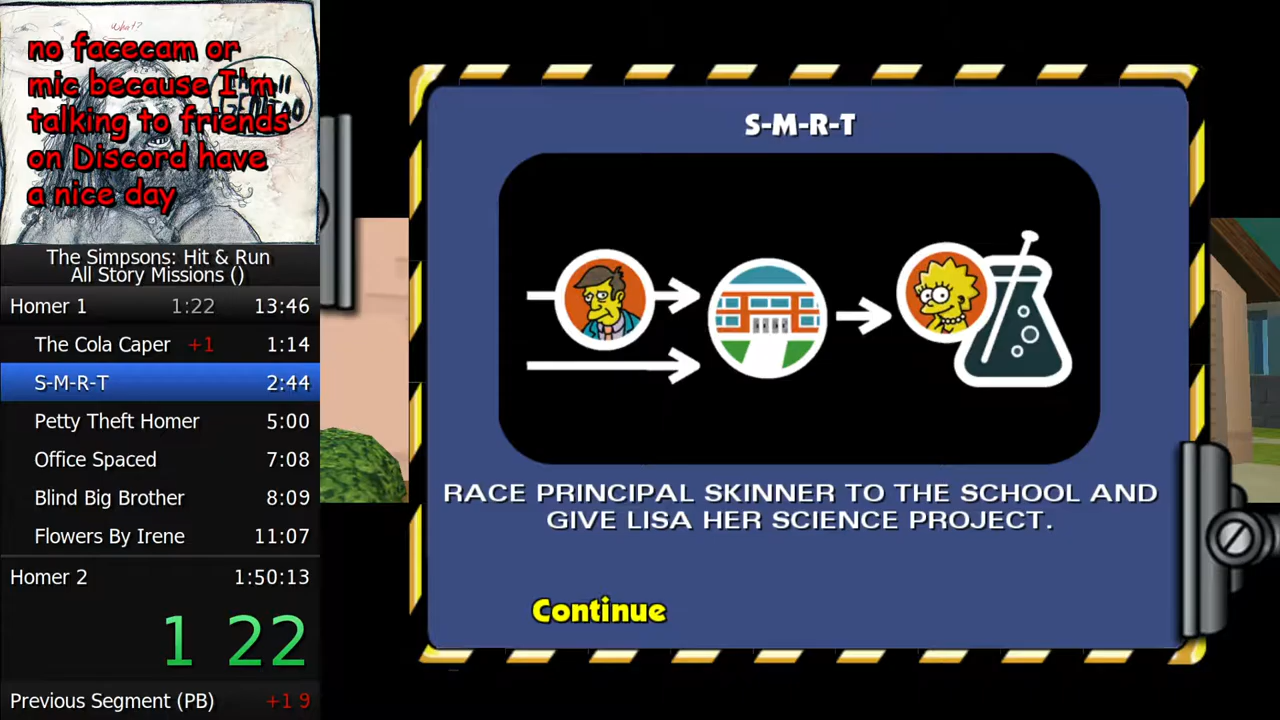 What?
no facecam or
mic because I'm
talking to friends
on Discord have
a nice day
The Simpsons: Hit & Run
All Story Missions ()
Homer 1 1:22 13:46
The Cola Caper +1 1:14
S-M-R-T 2:44
Petty Theft Homer 5:00
Office Spaced 7:08
Blind Big Brother 8:09
Flowers By Irene 11:07
Homer 2 1:50:13
1 22
Previous Segment (PB) +1 9
S-M-R-T
RACE PRINCIPAL SKINNER TO THE SCHOOL AND
GIVE LISA HER SCIENCE PROJECT.
Continue